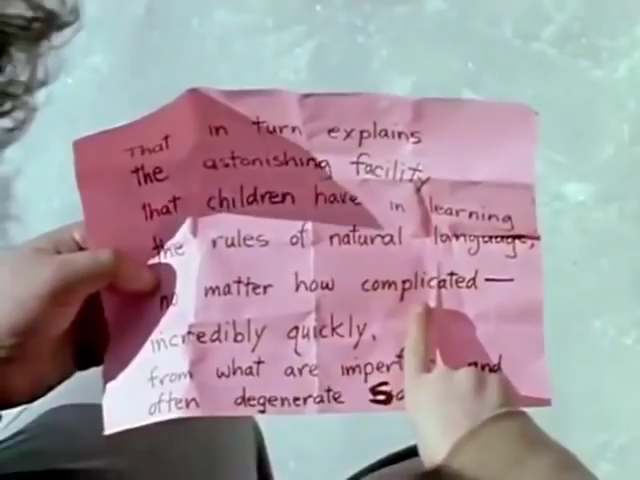 That in turn explains
the astonishing facility
that children have in learning
the rules of natural language,
no matter how complicated—
incredibly quickly,
from what are and
often degenerate